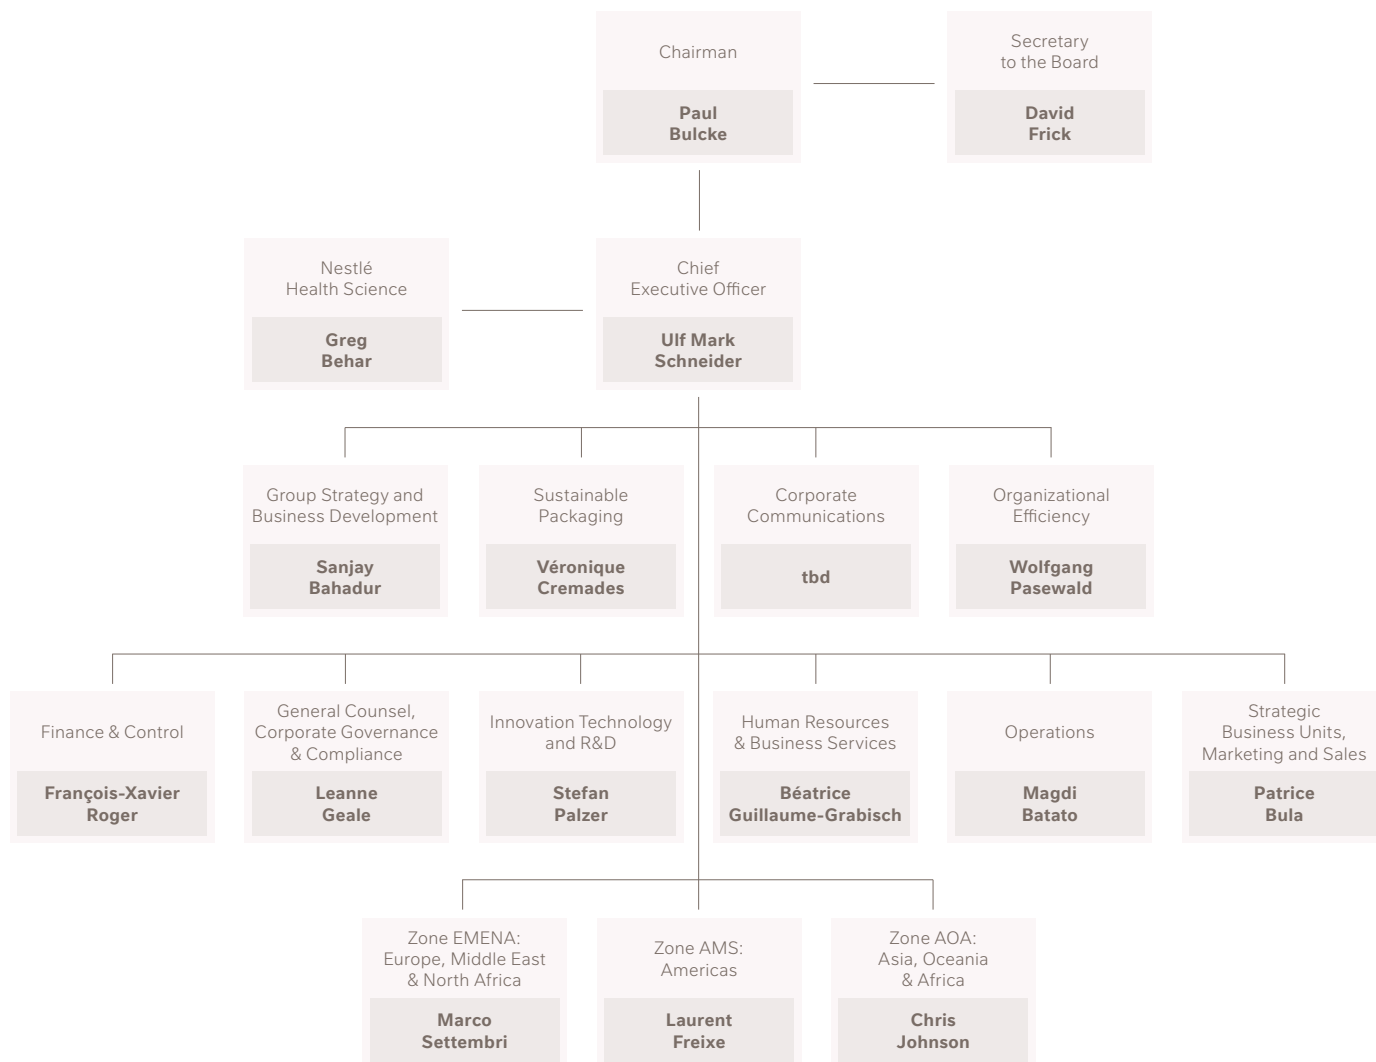 Chairman
Paul
Bulcke
Secretary
to the Board
David
Frick
Nestlé
Health Science
Greg
Behar
Chief
Executive Officer
Ulf Mark
Schneider
Group Strategy and
Business Development
Sanjay
Bahadur
Sustainable
Packaging
Véronique
Cremades
Corporate
Communications
tbd
Organizational
Efficiency
Wolfgang
Pasewald
Finance & Control
François-Xavier
Roger
General Counsel,
Corporate Governance
& Compliance
Leanne
Geale
Innovation Technology
and R&D
Stefan
Palzer
Human Resources
& Business Services
Béatrice
Guillaume-Grabisch
Operations
Magdi
Batato
Strategic
Business Units,
Marketing and Sales
Patrice
Bula
Zone EMENA:
Europe, Middle East
& North Africa
Marco
Settembri
Zone AMS:
Americas
Laurent
Freixe
Zone AOA:
Asia, Oceania
& Africa
Chris
Johnson